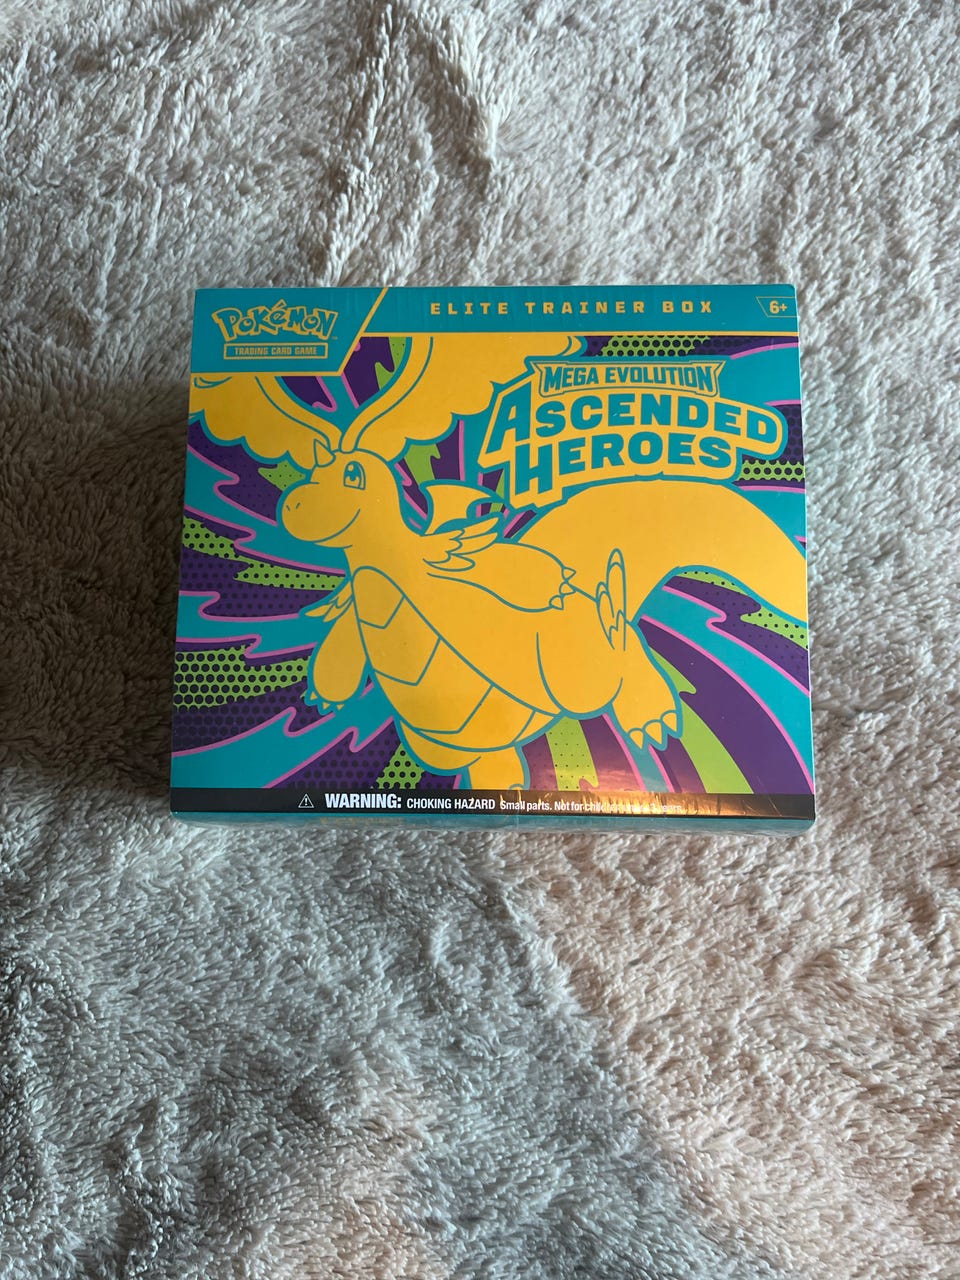 POKéMON
TRADING CARD GAME
ELITE TRAINER BOX
6+
MEGA EVOLUTION
ASCENDED
HEROES
⚠ WARNING: CHOKING HAZARD Small parts. Not for